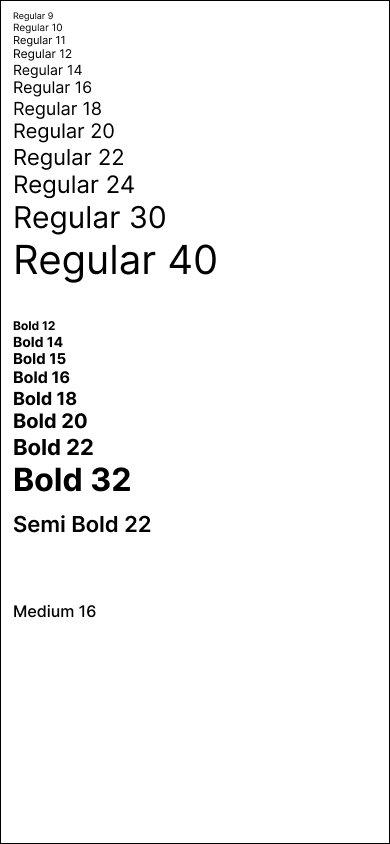 Regular 9
Regular 10
Regular 11
Regular 12
Regular 14
Regular 16
Regular 18
Regular 20
Regular 22
Regular 24
Regular 30
Regular 40
Bold 12
Bold 14
Bold 15
Bold 16
Bold 18
Bold 20
Bold 22
Bold 32
Semi Bold 22
Medium 16